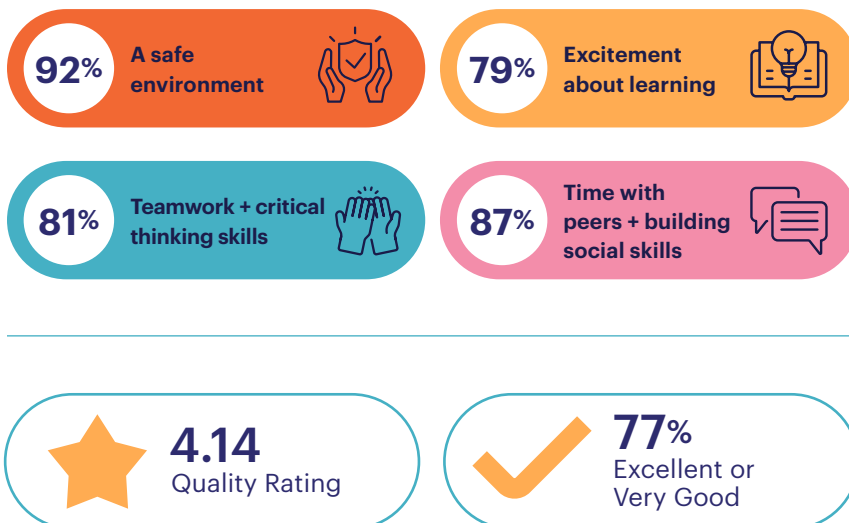 92%
A safe
environment
79%
Excitement
about learning
81%
Teamwork + critical
thinking skills
87%
Time with
peers + building
social skills
4.14
Quality Rating
77%
Excellent or
Very Good